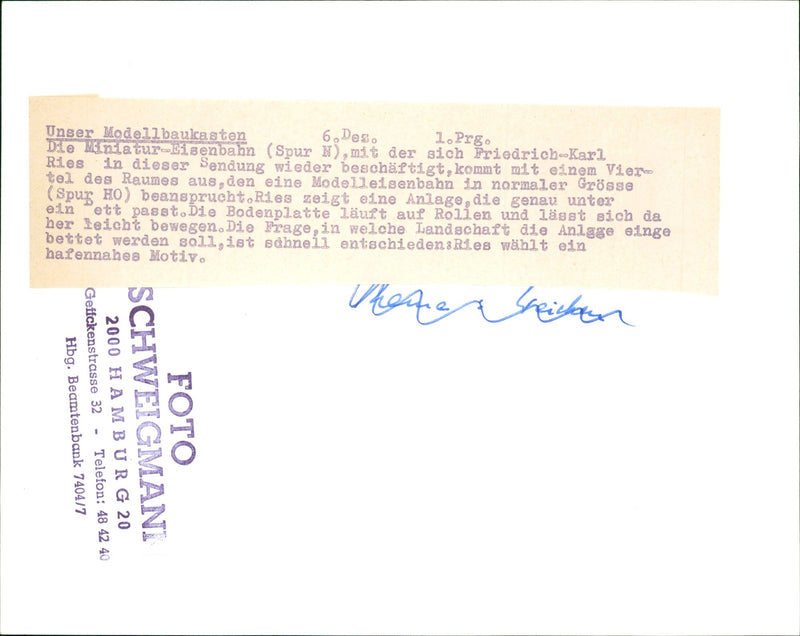 Unser Modellbaukasten 6.Dez. 1.Prg.
Die Miniatur=Eisenbahn (Spur N),mit der sich Friedrich=Karl
Ries in dieser Sendung wieder beschäftigt,kommt mit einem Vier=
tel des Raumes aus,den eine Modelleisenbahn in normaler Grösse
(Spur HO) beansprucht.Ries zeigt eine Anlage,die genau unter
ein ett passt.Die Bodenplatte läuft auf Rollen und lässt sich da
her leicht bewegen.Die Frage,in welche Landschaft die Anlgge einge
bettet werden soll,ist schnell entschieden:Ries wählt ein
hafennahes Motiv.
FOTO
SCHWEIGMANN
2000 HAMBURG 20
Geffckenstrasse 32 - Telefon: 48 42 40
Hbg. Beamtenbank 7404/7